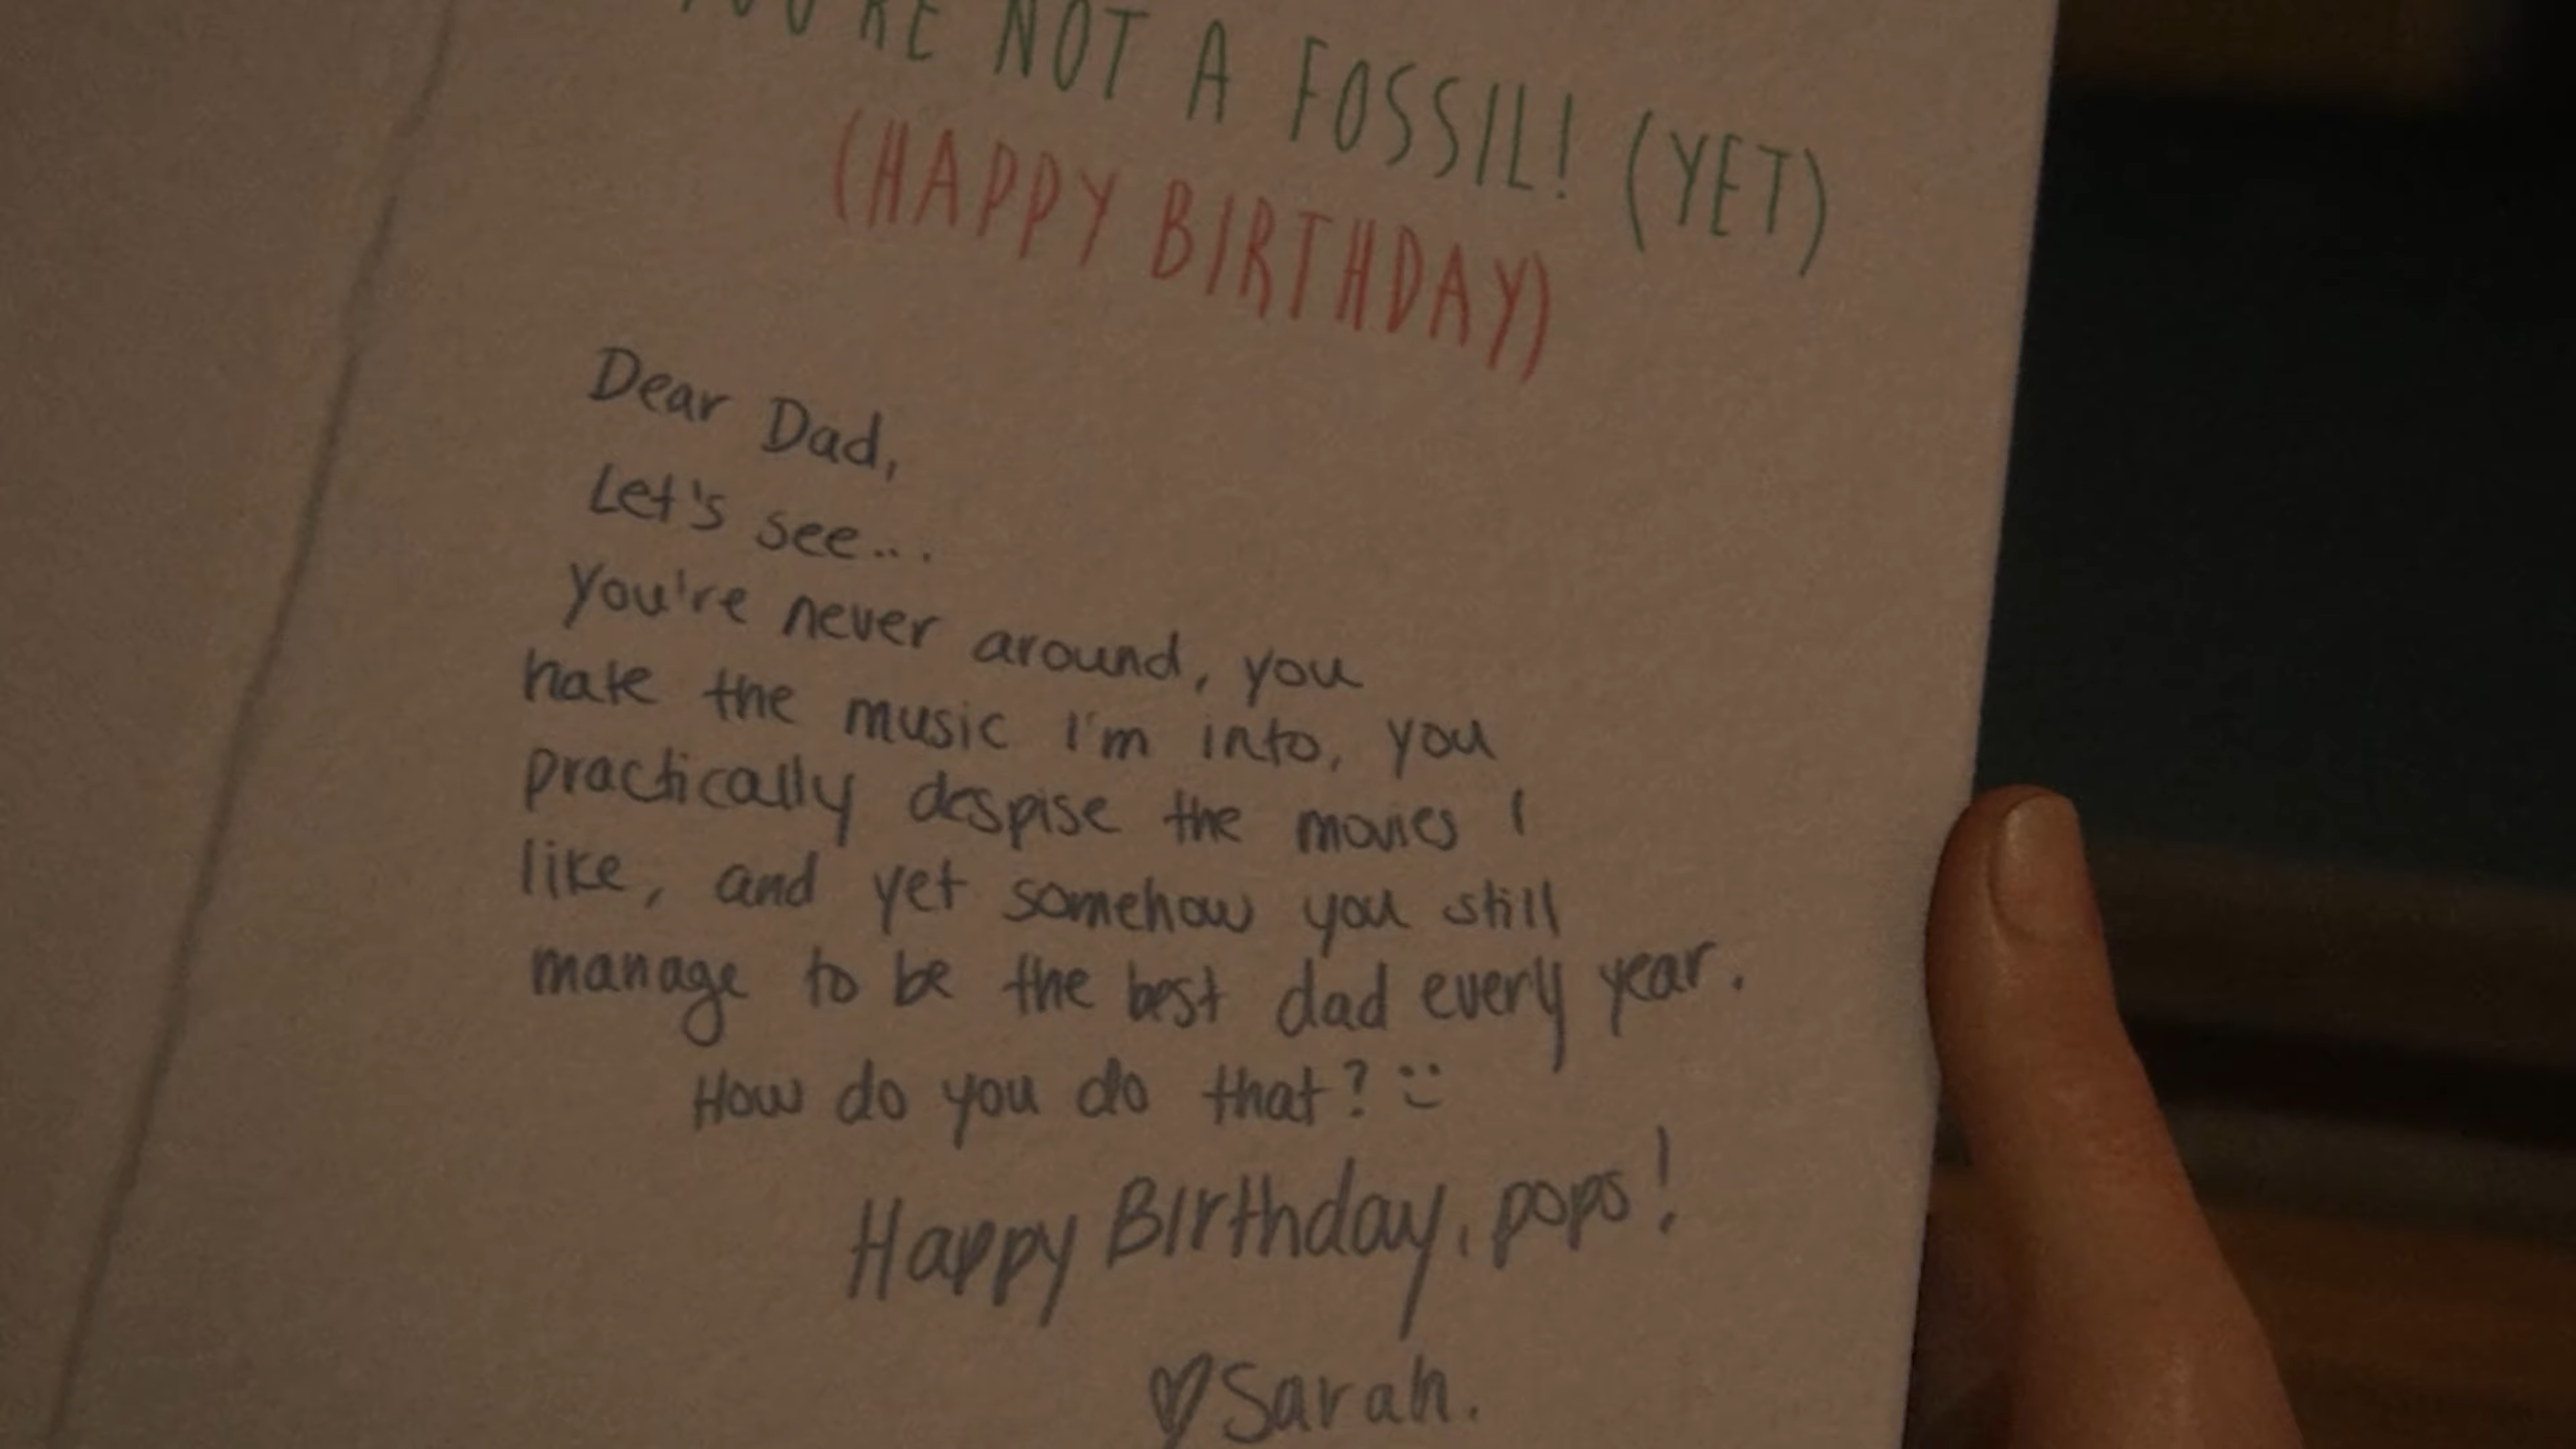 YOU'RE NOT A FOSSIL! (YET)
(HAPPY BIRTHDAY)
Dear Dad,
Let's see...
You're never around, you
hate the music I'm into, you
practically despise the movies I
like, and yet somehow you still
manage to be the best dad every year.
How do you do that? :)
Happy Birthday, pops!
♡Sarah.